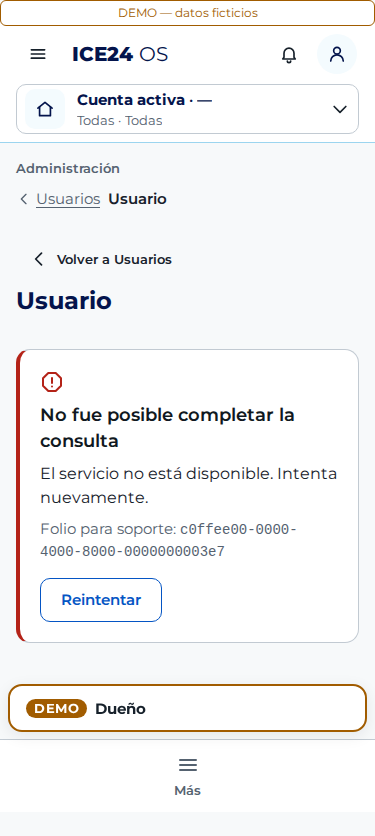 DEMO — datos ficticios
ICE24 OS
Cuenta activa · —
Todas · Todas
Administración
Usuarios Usuario
Volver a Usuarios
Usuario
No fue posible completar la
consulta
El servicio no está disponible. Intenta
nuevamente.
Folio para soporte: c0ffee00-0000-
4000-8000-0000000003e7
Reintentar
DEMO Dueño
Más